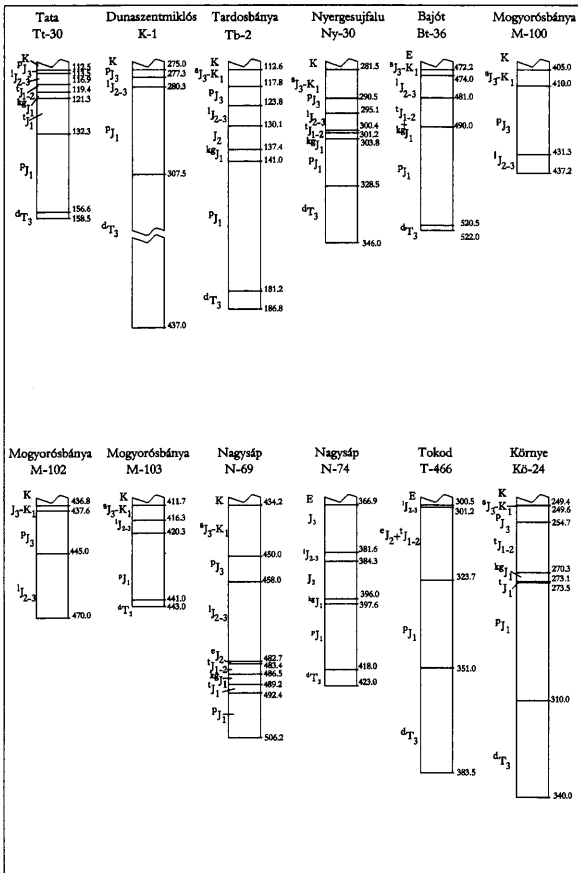 Tata
Tt-30
K
ᵖJ₃
ˡJ₂₋₃
ᵗJ₁₋₂
ᵏᵍJ₁
ᵗJ₁
ᵖJ₁
ᵈT₃
112.5
116.9
119.4
121.3
132.3
156.6
158.5
Dunaszentmiklós
K-1
K
ᵖJ₃
ˡJ₂₋₃
ᵖJ₁
ᵈT₃
275.0
277.3
280.3
307.5
437.0
Tardosbánya
Tb-2
K
ˢJ₃-K₁
ᵖJ₃
ˡJ₂₋₃
J₂
ᵏᵍJ₁
ᵖJ₁
ᵈT₃
112.6
117.8
123.8
130.1
137.4
141.0
181.2
186.8
Nyergesujfalu
Ny-30
K
ˢJ₃-K₁
ᵖJ₃
ˡJ₂₋₃
ᵗJ₁₋₂
ᵏᵍJ₁
ᵖJ₁
ᵈT₃
281.5
290.5
295.1
300.4
301.2
303.8
328.5
346.0
Bajót
Bt-36
E
ˢJ₃-K₁
ˡJ₂₋₃
ᵗJ₁₋₂
+
ᵏᵍJ₁
ᵖJ₁
ᵈT₃
472.2
474.0
481.0
490.0
520.5
522.0
Mogyorósbánya
M-100
K
ᵖJ₃
ˡJ₂₋₃
405.0
410.0
431.5
437.2
Mogyorósbánya
M-102
K
J₃-K₁
ᵖJ₃
ˡJ₂₋₃
436.8
437.6
445.0
470.0
Mogyorósbánya
M-103
K
ˢJ₃-K₁
ˡJ₂₋₃
ᵖJ₁
ᵈT₁
411.7
416.3
420.3
441.0
443.0
Nagysáp
N-69
K
ˢJ₃-K₁
ᵖJ₃
ˡJ₂₋₃
ᵉJ₂
ᵗJ₁₋₂
ᵏᵍJ₁
ᵗJ₁
ᵖJ₁
434.2
450.0
458.0
482.7
483.4
486.5
489.2
492.4
506.2
Nagysáp
N-74
E
J₃
ˡJ₂₋₃
J₂
ᵏᵍJ₁
ᵖJ₁
ᵈT₃
366.9
381.6
384.3
396.0
397.6
418.0
423.0
Tokod
T-466
E
ˡJ₂₋₃
ᵉJ₂+ᵗJ₁₋₂
ᵖJ₁
ᵈT₃
300.5
301.2
323.7
351.0
383.5
Környe
Kö-24
K
ˢJ₃-K₁
ᵖJ₃
ᵗJ₁₋₂
ᵏᵍJ₁
ᵗJ₁
ᵖJ₁
ᵈT₃
249.4
249.6
254.7
270.3
273.1
273.5
310.0
340.0